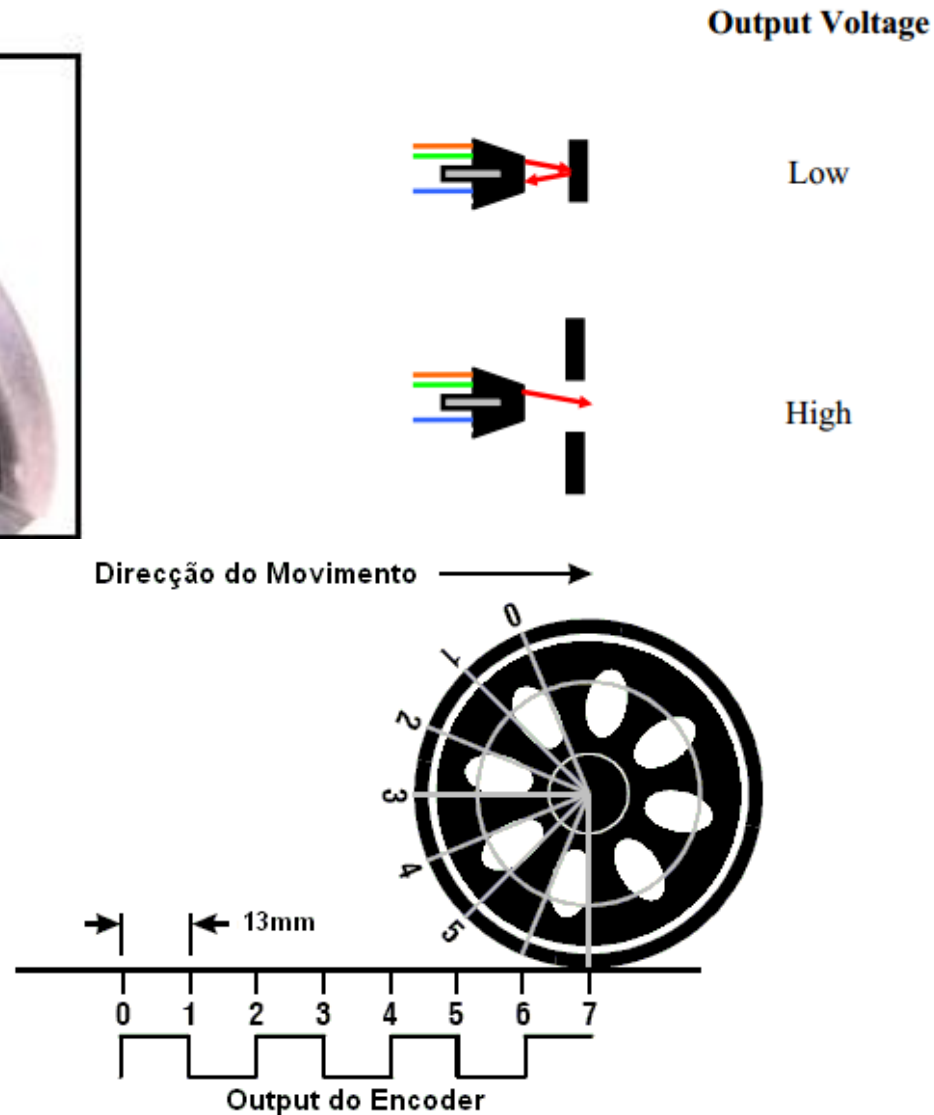 Output Voltage
Low
High
Direcção do Movimento
0
1
2
3
4
5
13mm
0 1 2 3 4 5 6 7
Output do Encoder